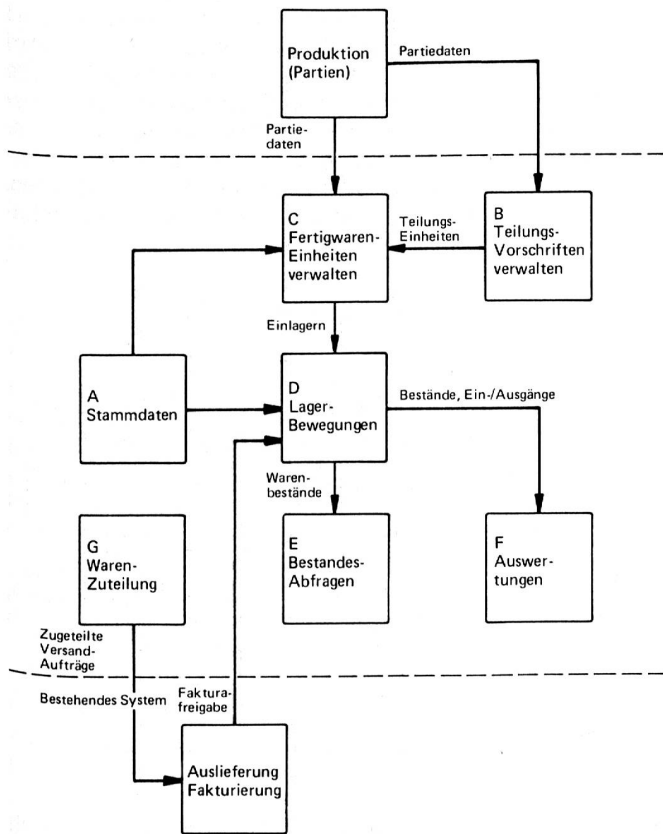 Produktion
(Partien)
Partiedaten
Partie-
daten
C
Fertigwaren-
Einheiten
verwalten
Teilungs-
Einheiten
B
Teilungs-
Vorschriften
verwalten
Einlagern
A
Stammdaten
D
Lager-
Bewegungen
Bestände, Ein-/Ausgänge
Waren-
bestände
G
Waren-
Zuteilung
E
Bestandes-
Abfragen
F
Auswer-
tungen
Zugeteilte
Versand-
Aufträge
Bestehendes System
Faktura-
freigabe
Auslieferung
Fakturierung